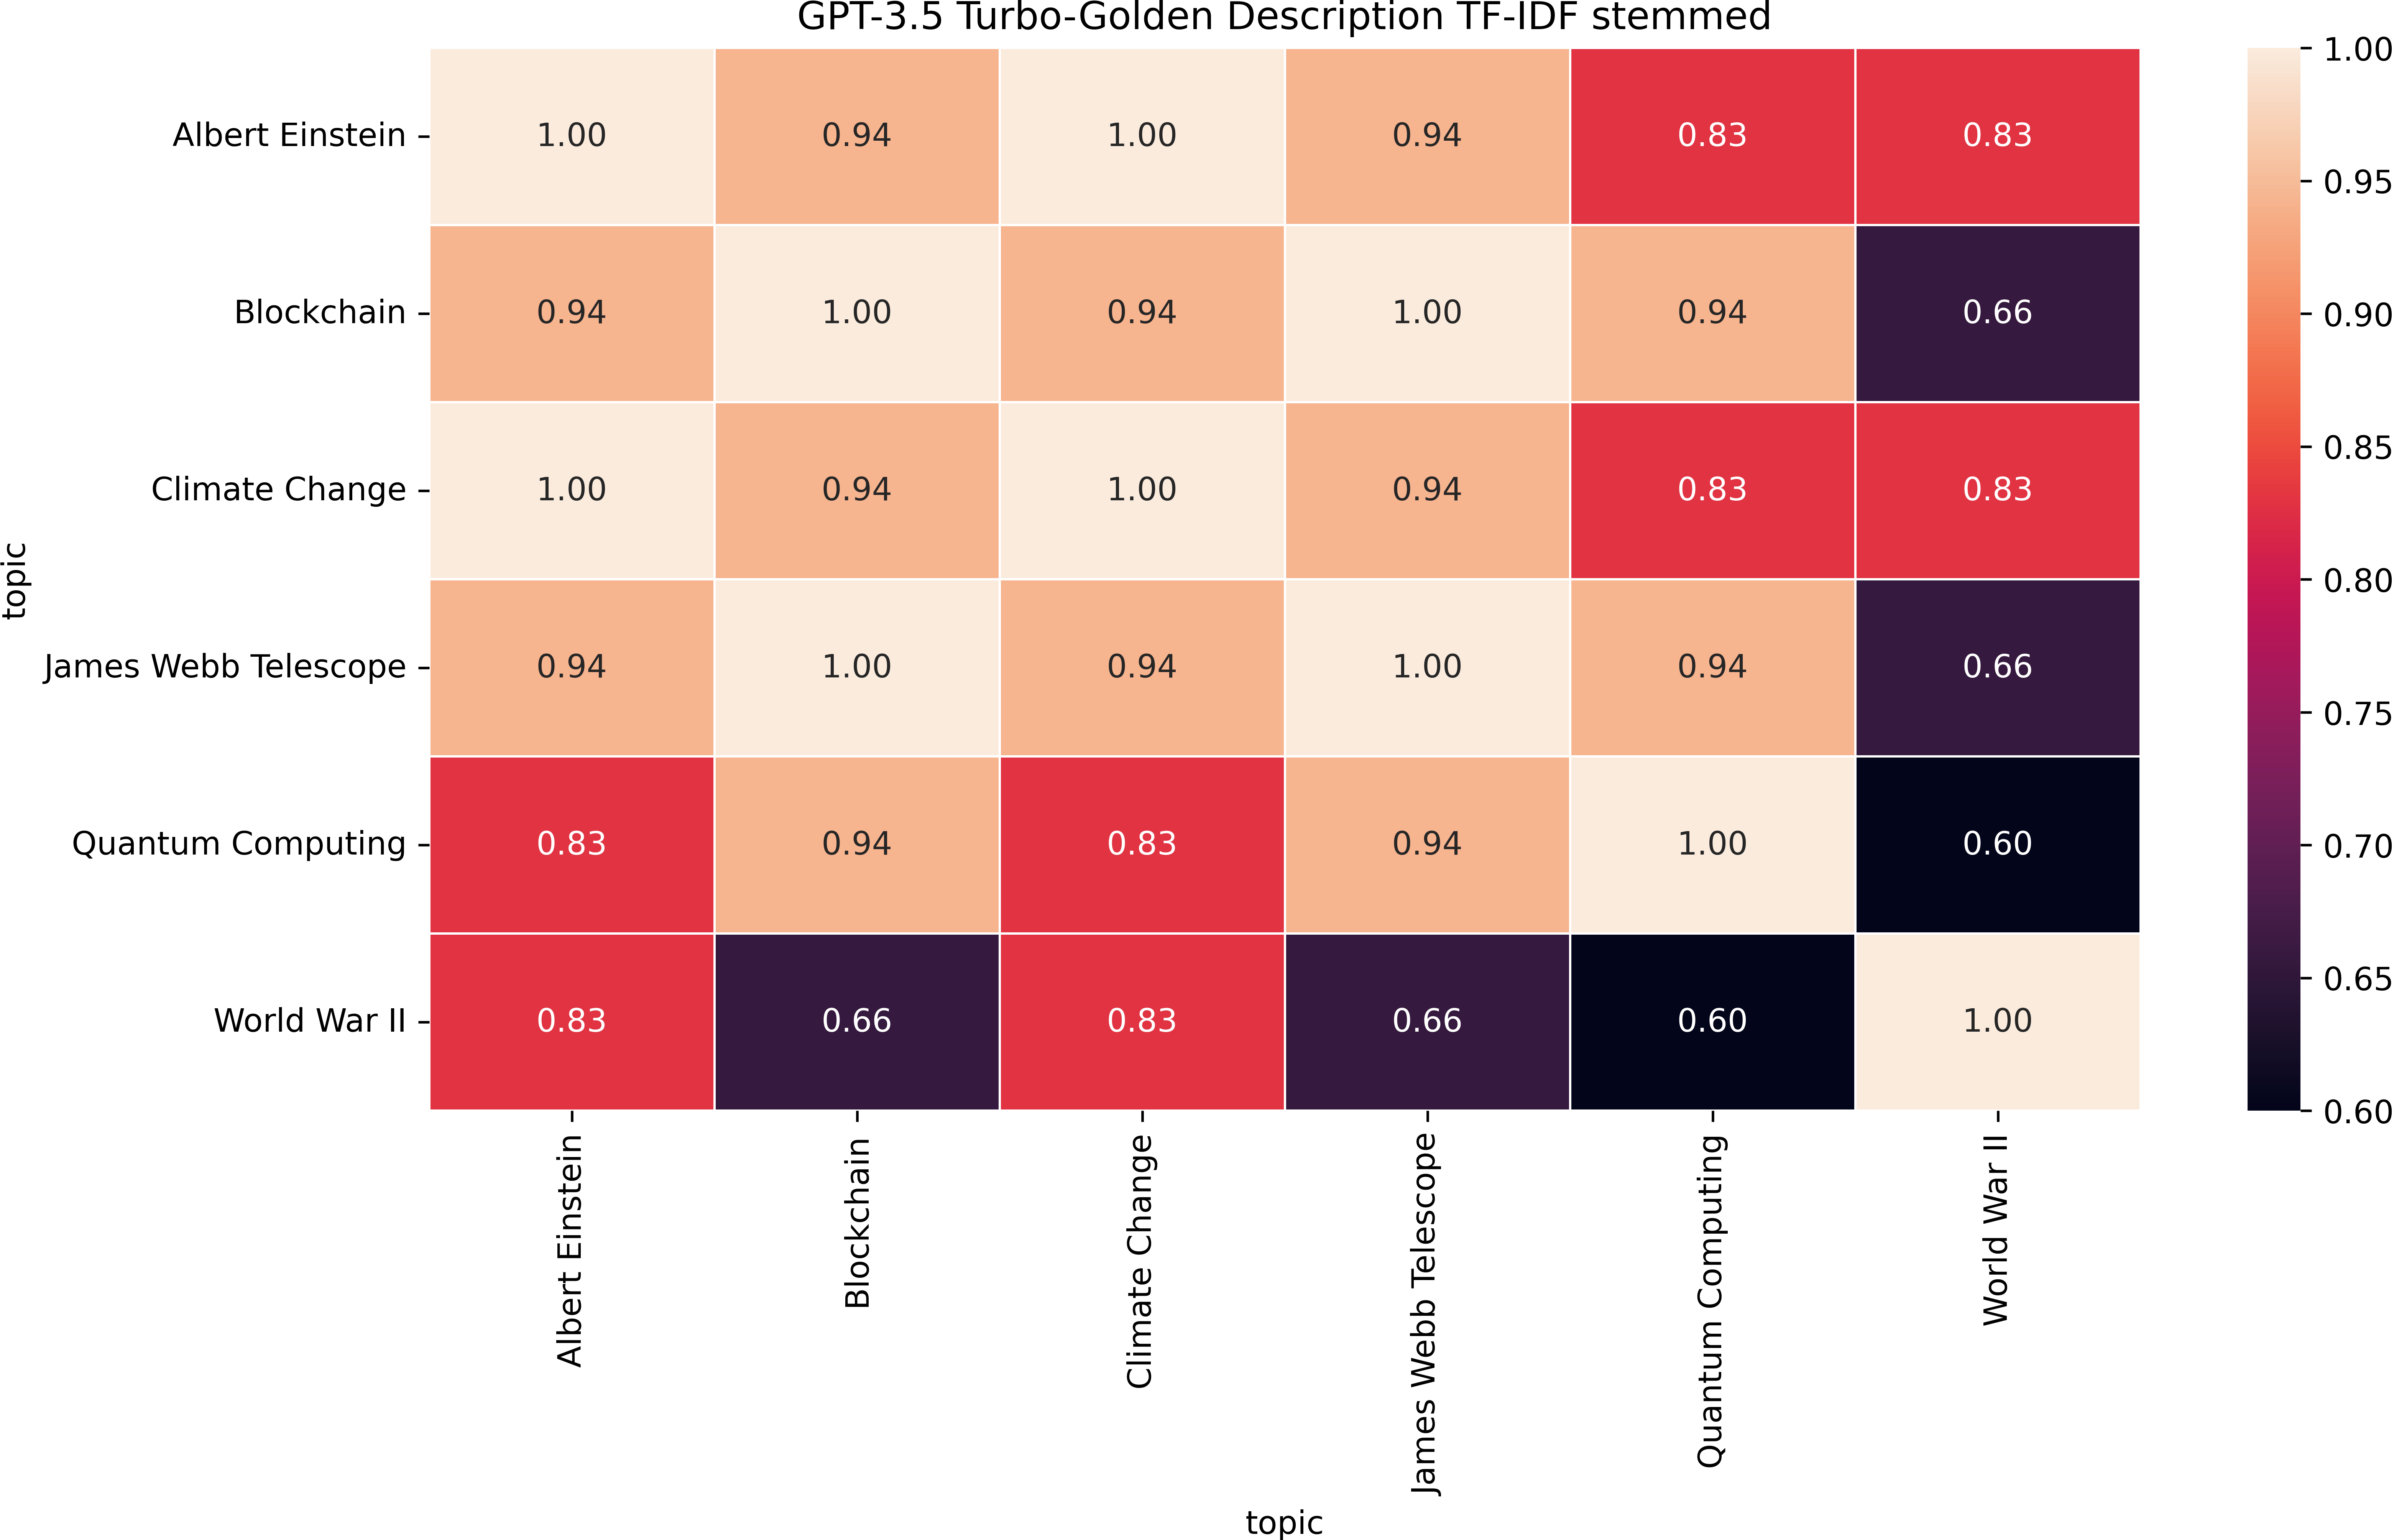 GPT-3.5 Turbo-Golden Description TF-IDF stemmed
Albert Einstein 1.00 0.94 1.00 0.94 0.83 0.83
Blockchain 0.94 1.00 0.94 1.00 0.94 0.66
Climate Change 1.00 0.94 1.00 0.94 0.83 0.83
James Webb Telescope 0.94 1.00 0.94 1.00 0.94 0.66
Quantum Computing 0.83 0.94 0.83 0.94 1.00 0.60
World War II 0.83 0.66 0.83 0.66 0.60 1.00
topic
Albert Einstein
Blockchain
Climate Change
James Webb Telescope
Quantum Computing
World War II
topic
1.00
0.95
0.90
0.85
0.80
0.75
0.70
0.65
0.60